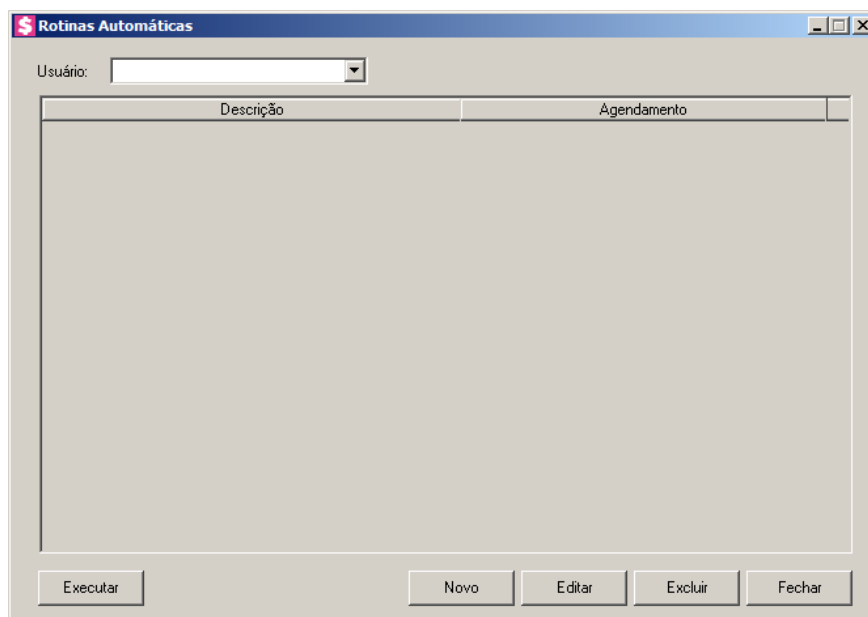 $ Rotinas Automáticas
Usuário:
Descrição Agendamento
Executar Novo Editar Excluir Fechar